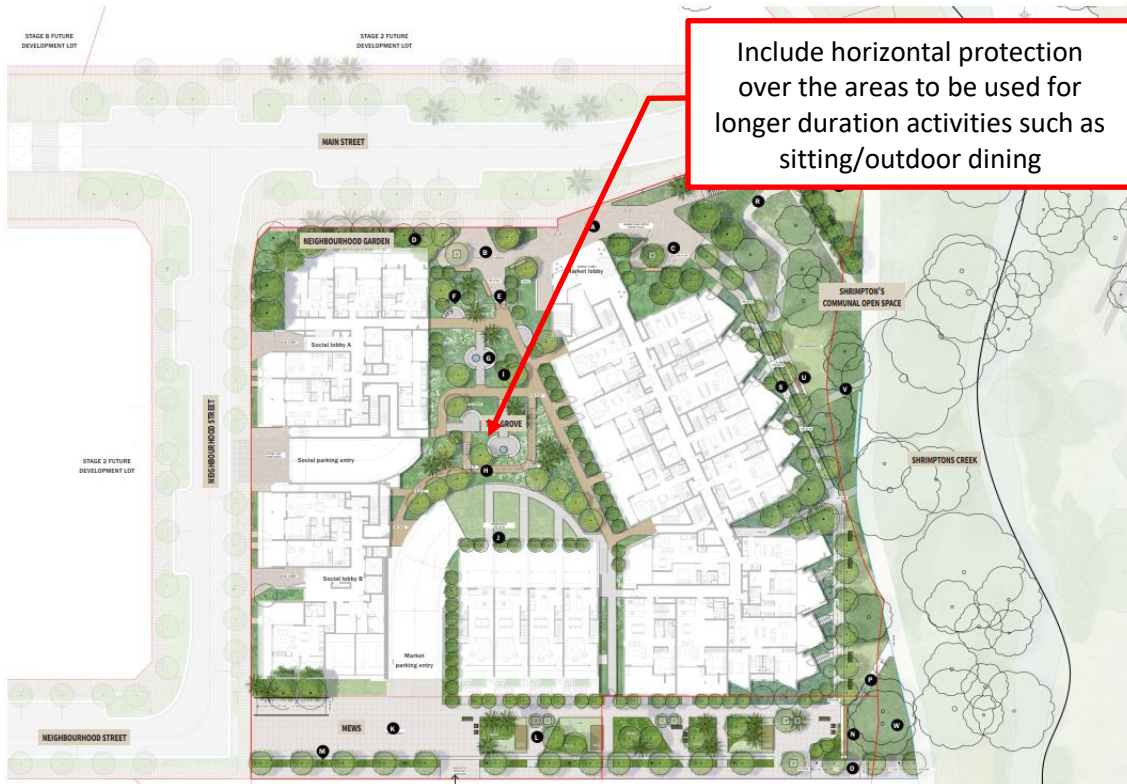 STAGE B FUTURE
DEVELOPMENT LOT
STAGE 2 FUTURE
DEVELOPMENT LOT
Include horizontal protection
over the areas to be used for
longer duration activities such as
sitting/outdoor dining
MAIN STREET
R
NEIGHBOURHOOD GARDEN
D
A
B
C
Market lobby
SHRIMPTON'S
COMMUNAL OPEN SPACE
F
E
Social lobby A
G
I
S
U
V
NEIGHBOURHOOD STREET
GROVE
STAGE 2 FUTURE
DEVELOPMENT LOT
Social parking entry
SHRIMPTONS CREEK
H
J
Social lobby B
Market
parking entry
P
W
MEWS
K
L
N
NEIGHBOURHOOD STREET
M
O